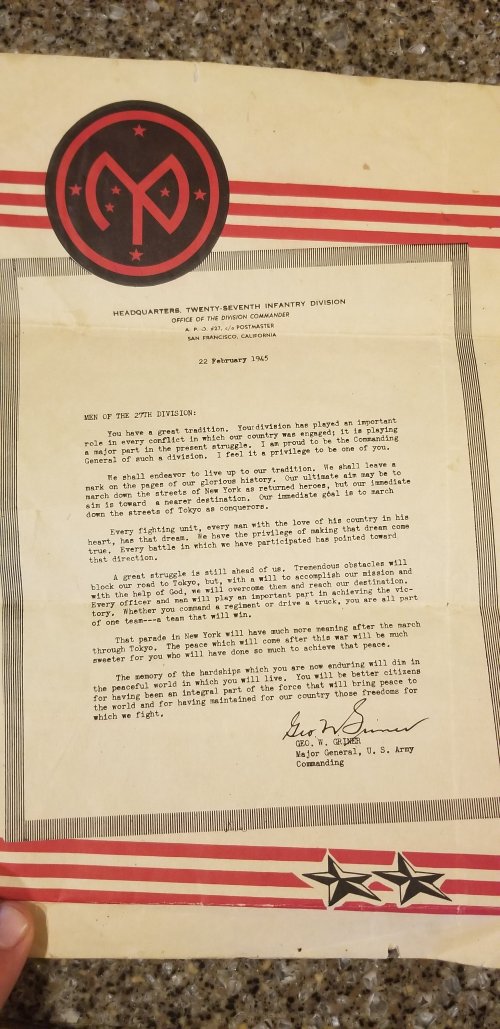 HEADQUARTERS, TWENTY-SEVENTH INFANTRY DIVISION
OFFICE OF THE DIVISION COMMANDER
A. P. O. #27, c/o POSTMASTER
SAN FRANCISCO, CALIFORNIA
22 February 1945
MEN OF THE 27TH DIVISION:
You have a great tradition. Your division has played an important
role in every conflict in which our country was engaged; it is playing
a major part in the present struggle. I am proud to be the Commanding
General of such a division. I feel it a privilege to be one of you.
We shall endeavor to live up to our tradition. We shall leave a
mark on the pages of our glorious history. Our ultimate aim may be to
march down the streets of New York as returned heroes, but our immediate
aim is toward a nearer destination. Our immediate goal is to march
down the streets of Tokyo as conquerors.
Every fighting unit, every man with the love of his country in his
heart, has that dream. We have the privilege of making that dream come
true. Every battle in which we have participated has pointed toward
that direction.
A great struggle is still ahead of us. Tremendous obstacles will
block our road to Tokyo, but, with a will to accomplish our mission and
with the help of God, we will overcome them and reach our destination.
Every officer and man will play an important part in achieving the vic-
tory. Whether you command a regiment or drive a truck, you are all part
of one team---a team that will win.
That parade in New York will have much more meaning after the march
through Tokyo. The peace which will come after this war will be much
sweeter for you who will have done so much to achieve that peace.
The memory of the hardships which you are now enduring will dim in
the peaceful world in which you will live. You will be better citizens
for having been an integral part of the force that will bring peace to
the world and for having maintained for our country those freedoms for
which we fight.
Geo. W Griner
GEO. W. GRINER
Major General, U. S. Army
Commanding